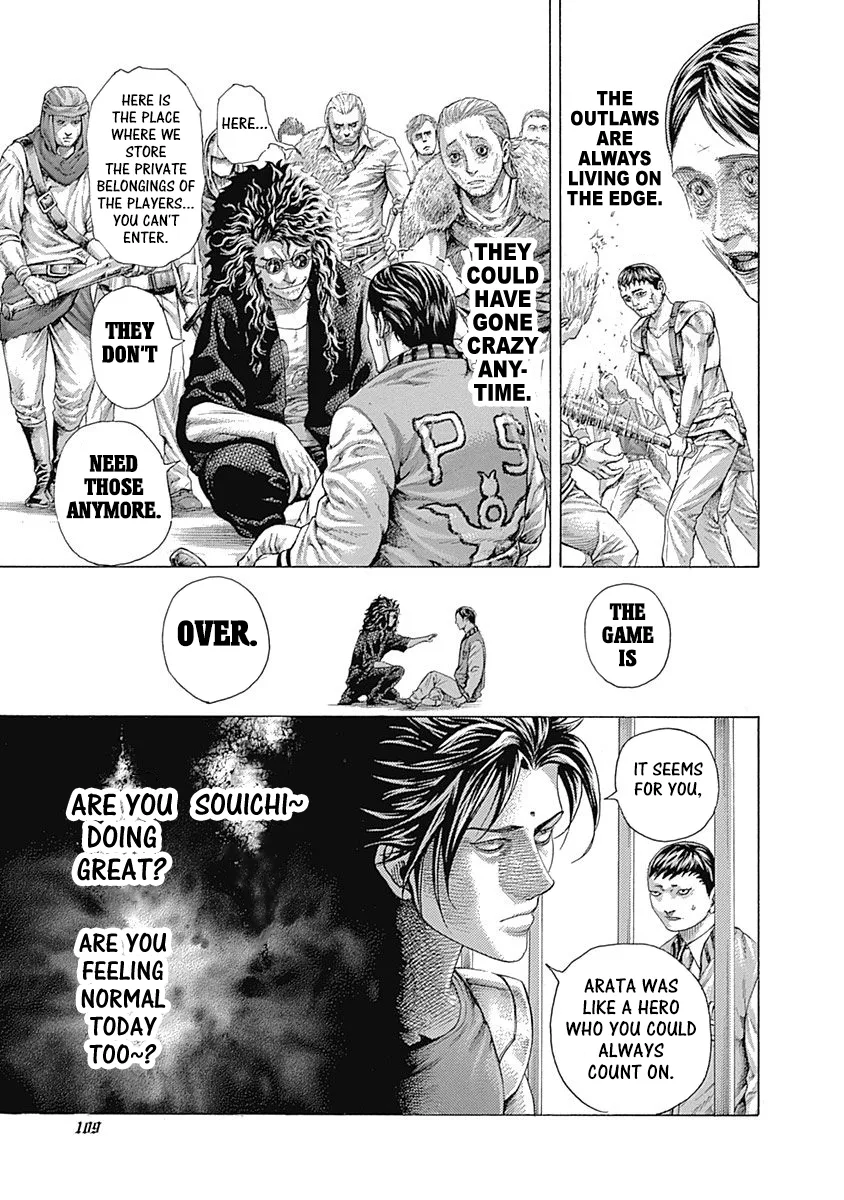 THE
OUTLAWS
ARE
ALWAYS
LIVING ON
THE EDGE.
THEY
COULD
HAVE
GONE
CRAZY
ANY-
TIME.
HERE...
HERE IS
THE PLACE
WHERE WE
STORE
THE PRIVATE
BELONGINGS OF
THE PLAYERS...
YOU CAN'T
ENTER.
THEY
DON'T
NEED
THOSE
ANYMORE.
P S
THE
GAME
IS
OVER.
IT SEEMS
FOR YOU,
ARATA WAS
LIKE A HERO
WHO YOU COULD
ALWAYS
COUNT ON.
SOUICHI~
ARE YOU
DOING
GREAT?
ARE YOU
FEELING
NORMAL
TODAY
TOO~?
109